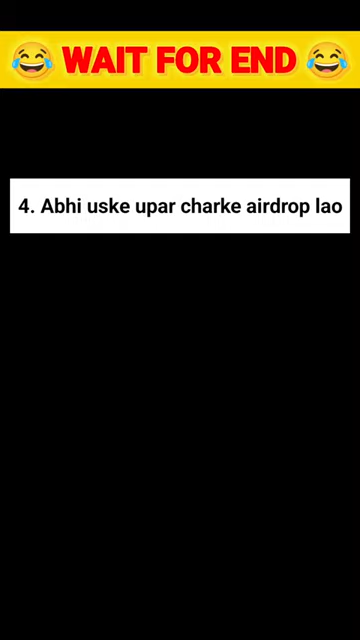 😂 WAIT FOR END 😂
4. Abhi uske upar charke airdrop lao